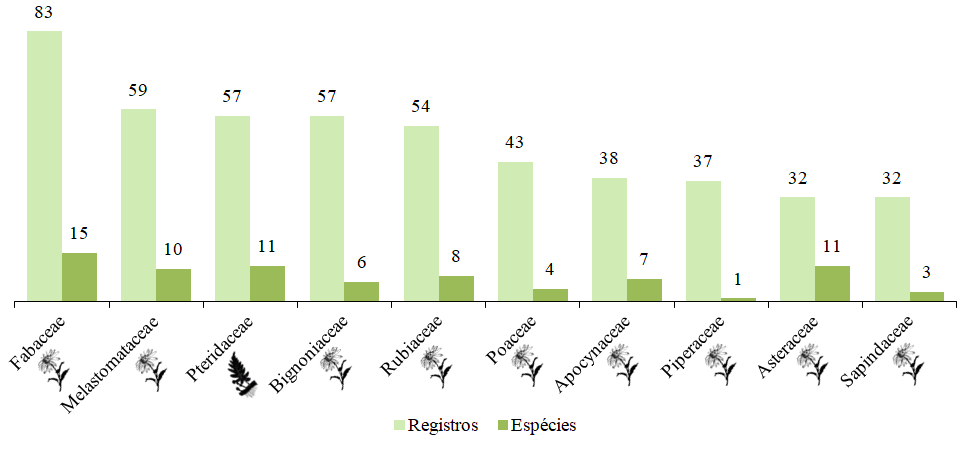 83
59
57
57
54
43
38
37
32
32
15
10
11
6
8
4
7
1
11
3
Fabaceae
Melastomataceae
Pteridaceae
Bignoniaceae
Rubiaceae
Poaceae
Apocynaceae
Piperaceae
Asteraceae
Sapindaceae
Registros
Espécies